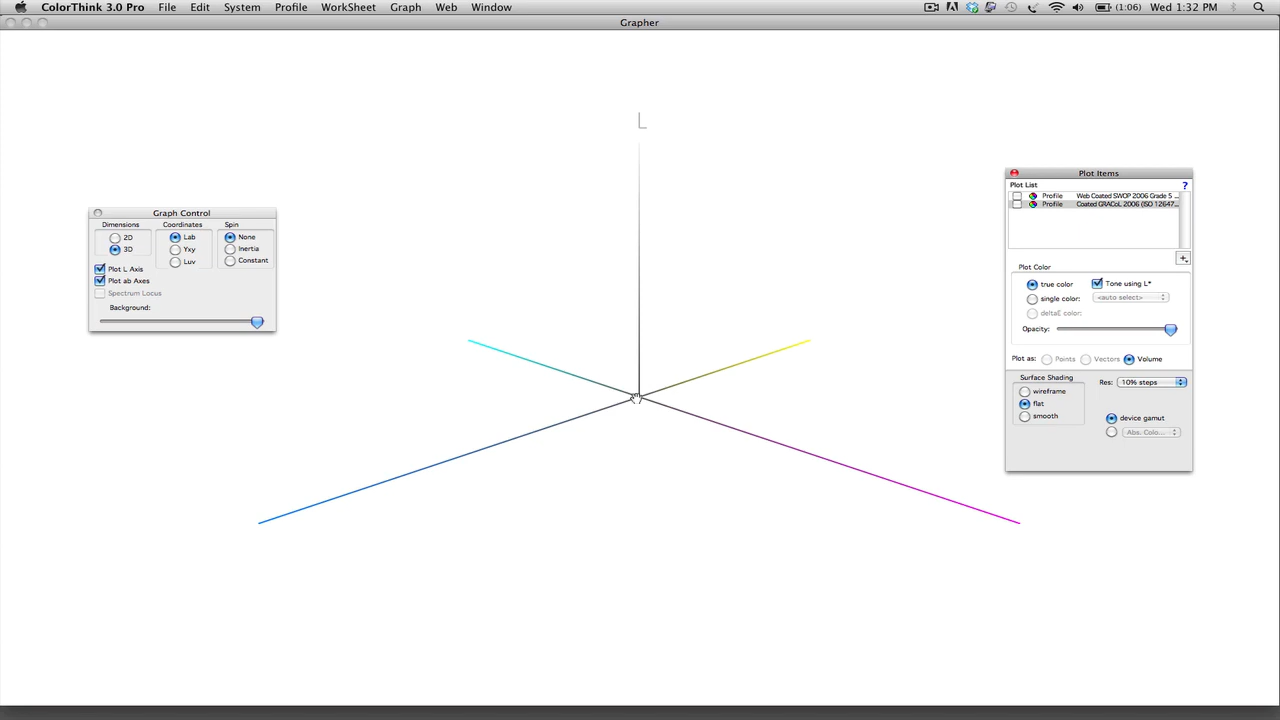 ColorThink 3.0 Pro File Edit System Profile WorkSheet Graph Web Window (1:06) Wed 1:32 PM
Grapher
L
Graph Control
Dimensions Coordinates Spin
2D Lab None
3D Yxy Inertia
Luv Constant
Plot L Axis
Plot ab Axes
Spectrum Locus
Background:
Plot Items
Plot List ?
Profile Web Coated SWOP 2006 Grade 5 ...
Profile Coated GRACoL 2006 (ISO 12647...
Plot Color
true color Tone using L*
single color: <auto select>
deltaE color:
Opacity:
Plot as: Points Vectors Volume
Surface Shading Res: 10% steps
wireframe
flat
smooth
device gamut
Abs. Colo...